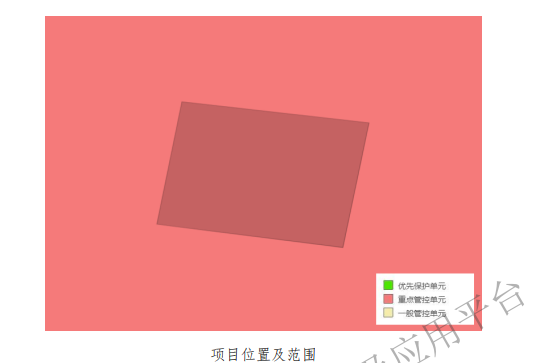 优先保护单元
重点管控单元
一般管控单元
应用平台
项目位置及范围